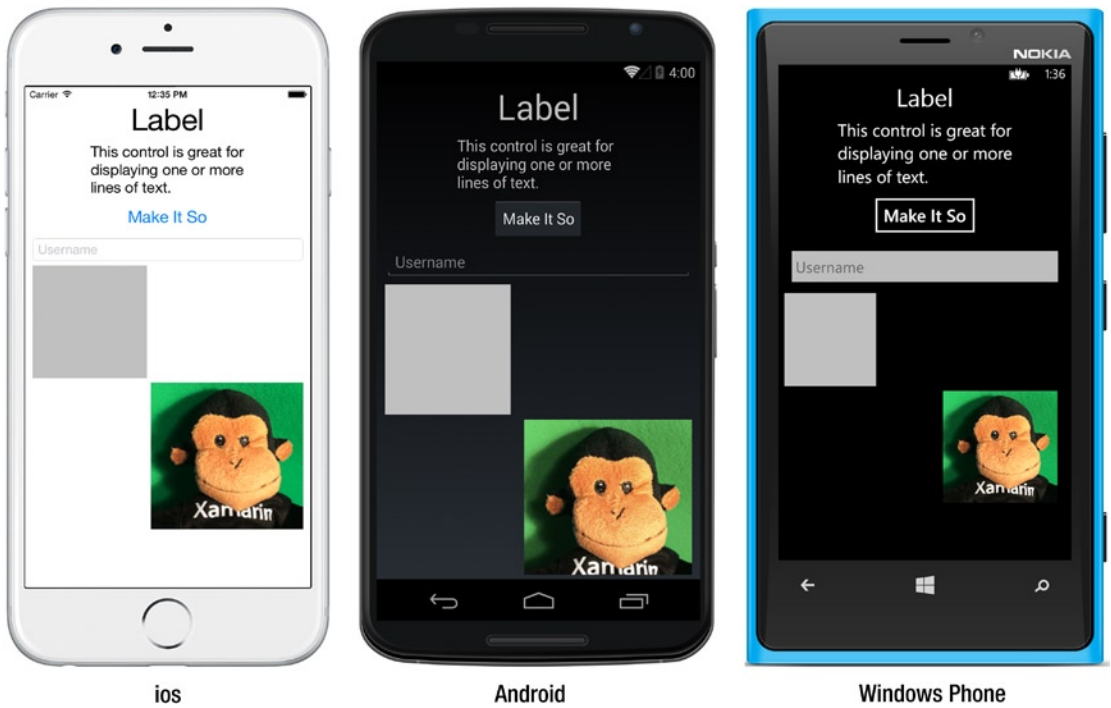 Carrier
12:35 PM
Label
This control is great for
displaying one or more
lines of text.
Make It So
Username
Xamarin
ios
4:00
Label
This control is great for
displaying one or more
lines of text.
Make It So
Username
Xamarin
Android
NOKIA
1:36
Label
This control is great for
displaying one or more
lines of text.
Make It So
Username
Xamarin
Windows Phone